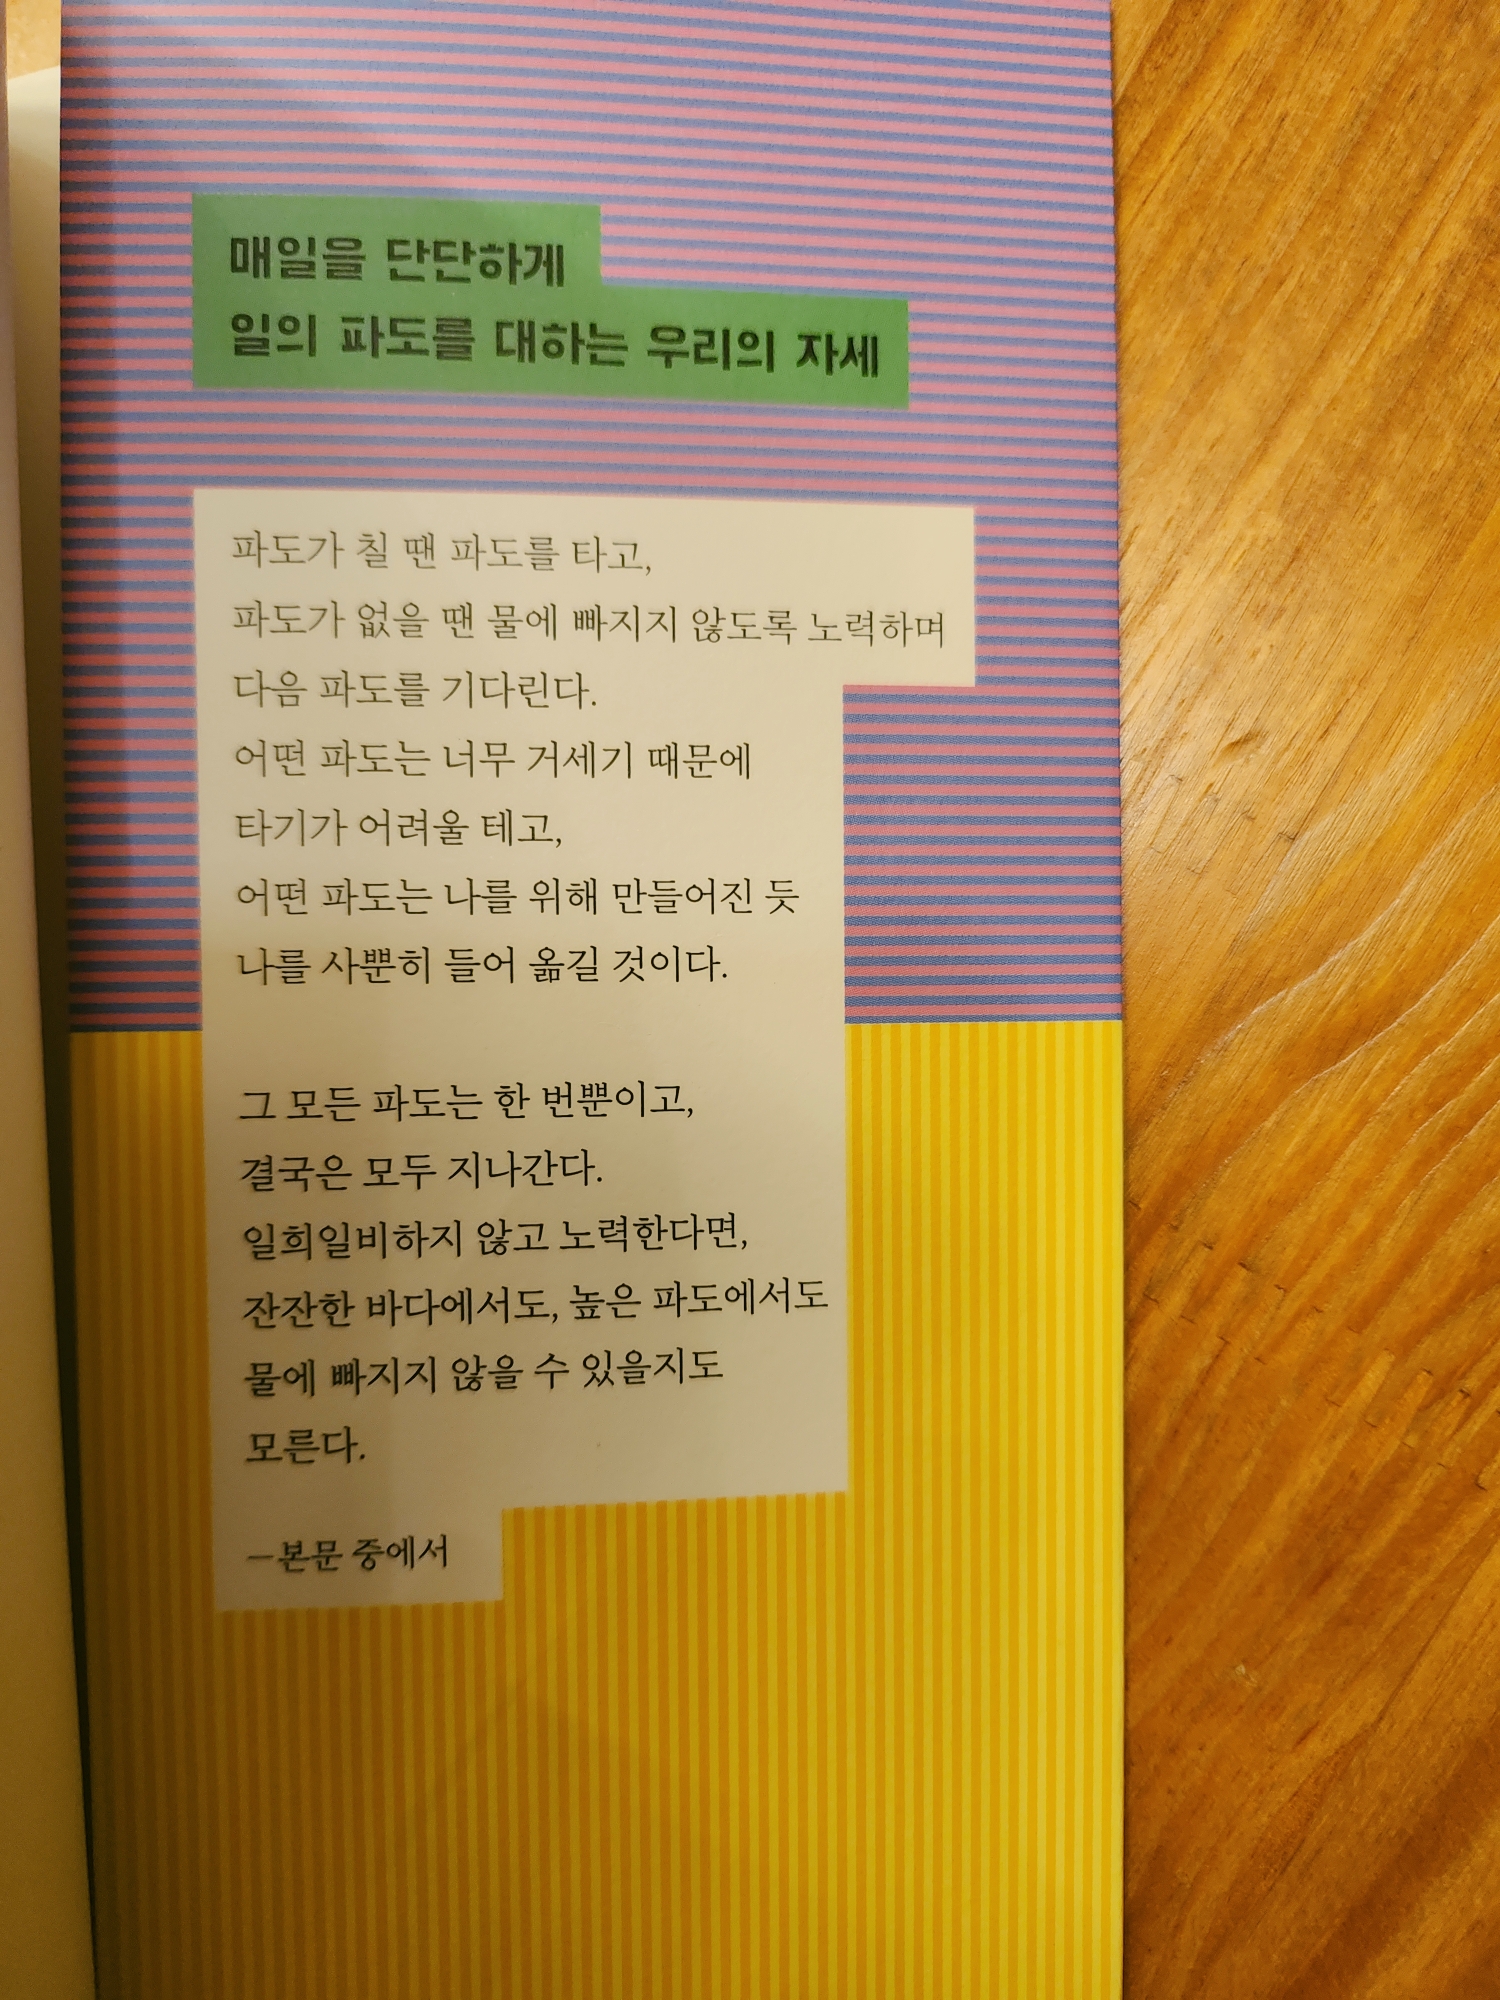 매일을 단단하게
일의 파도를 대하는 우리의 자세
파도가 칠 땐 파도를 타고,
파도가 없을 땐 물에 빠지지 않도록 노력하며
다음 파도를 기다린다.
어떤 파도는 너무 거세기 때문에
타기가 어려울 테고,
어떤 파도는 나를 위해 만들어진 듯
나를 사뿐히 들어 옮길 것이다.
그 모든 파도는 한 번뿐이고,
결국은 모두 지나간다.
일희일비하지 않고 노력한다면,
잔잔한 바다에서도, 높은 파도에서도
물에 빠지지 않을 수 있을지도
모른다.
—본문 중에서